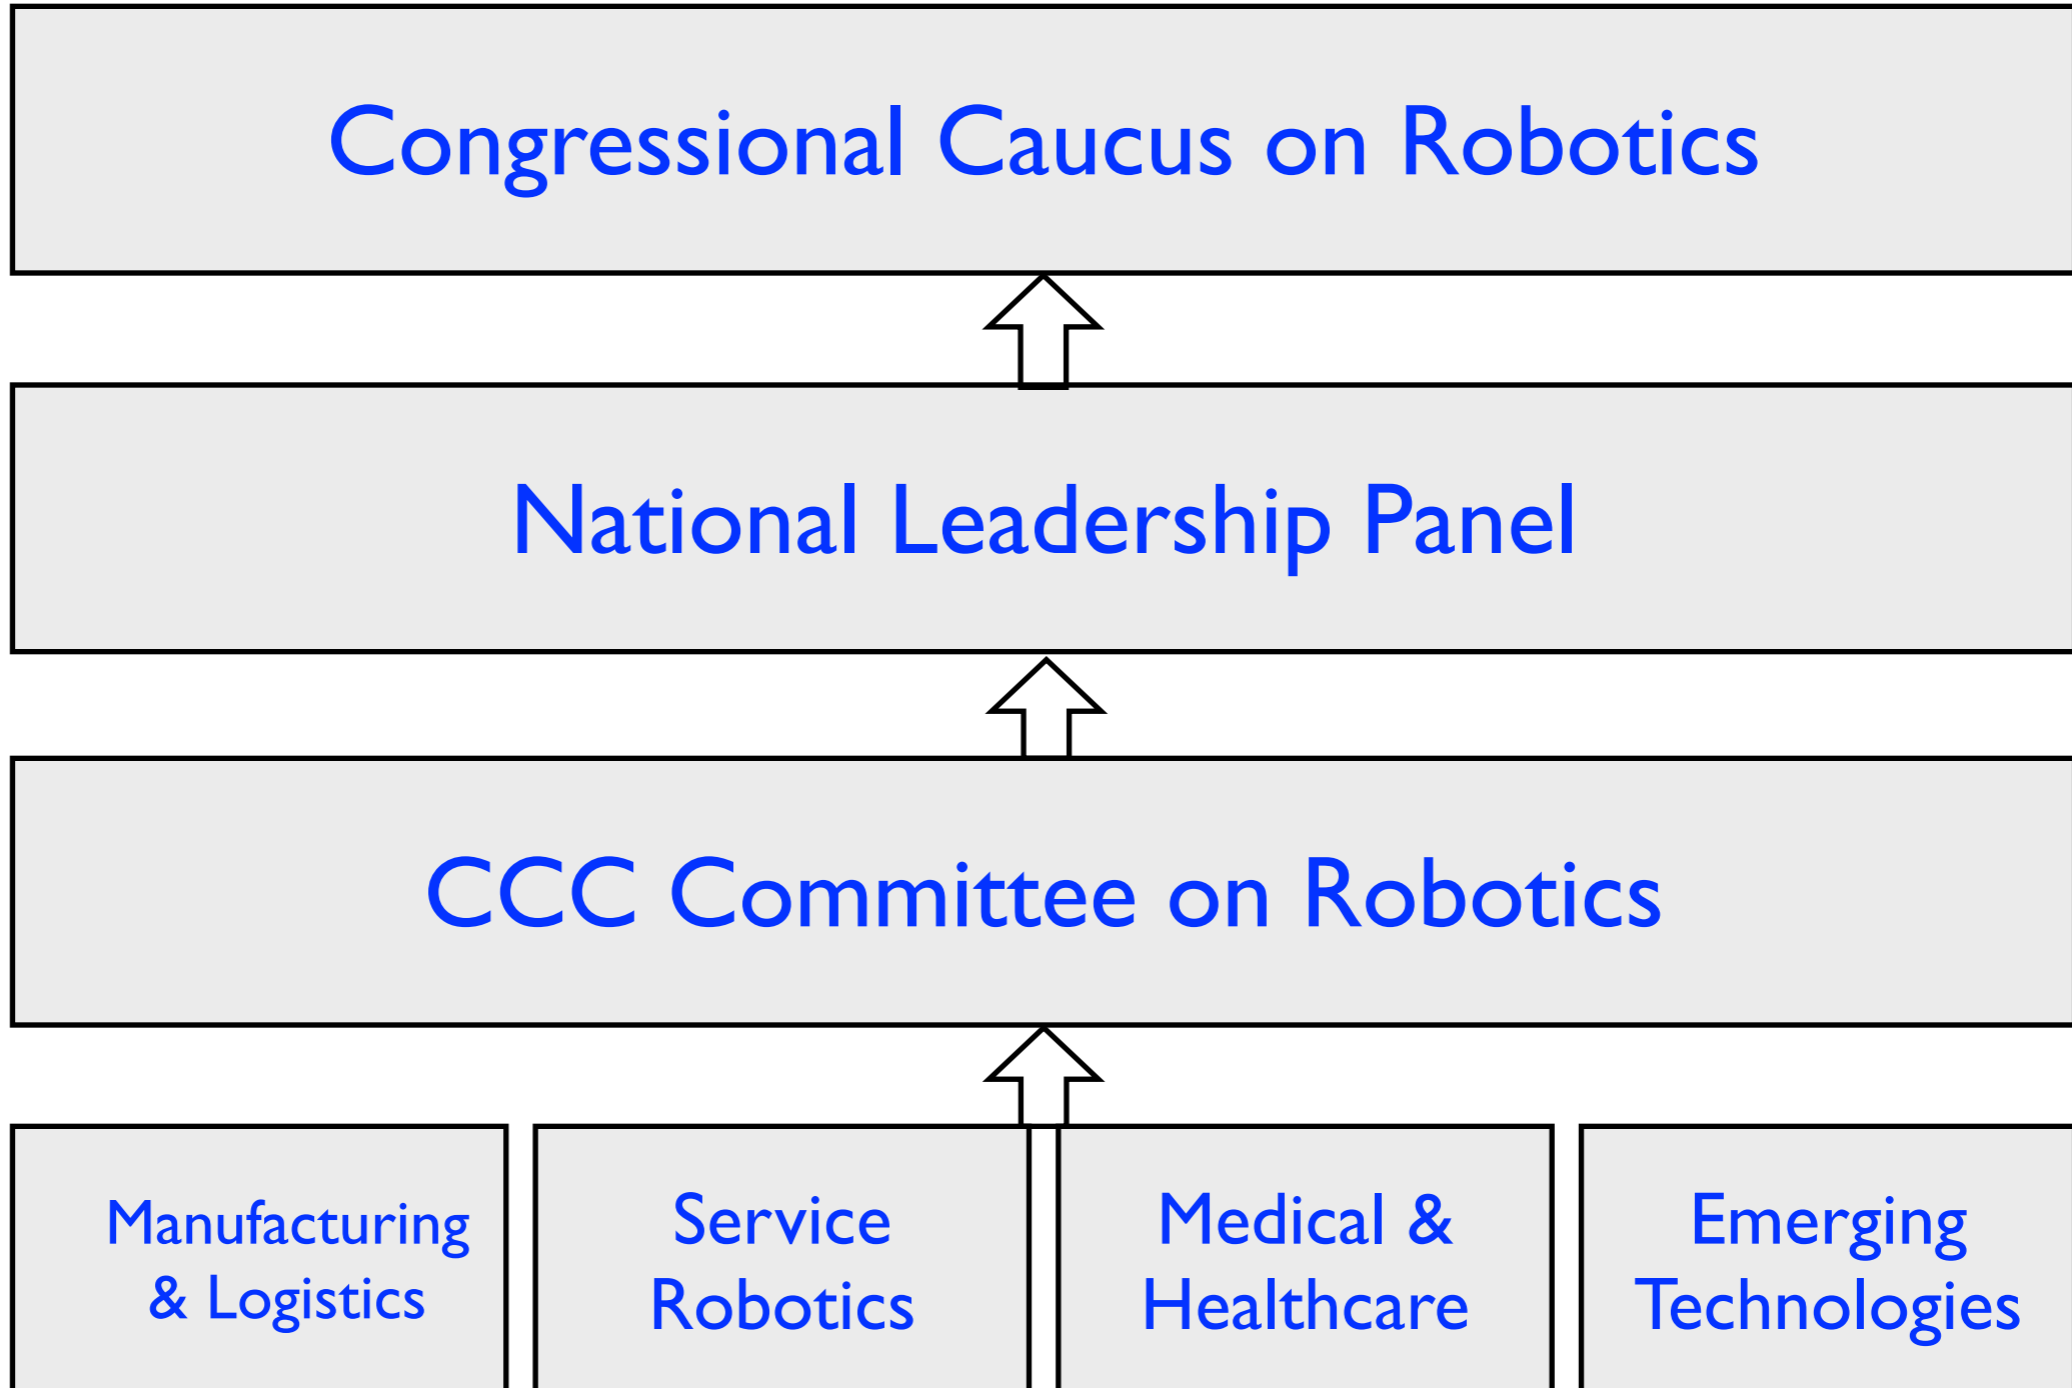 Congressional Caucus on Robotics
National Leadership Panel
CCC Committee on Robotics
Manufacturing
& Logistics
Service
Robotics
Medical &
Healthcare
Emerging
Technologies